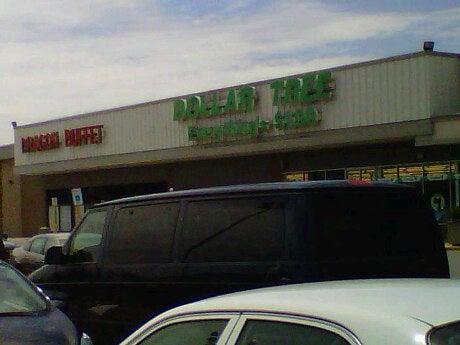 DRAGON BUFFET
DOLLAR TREE
Everything's $1.00